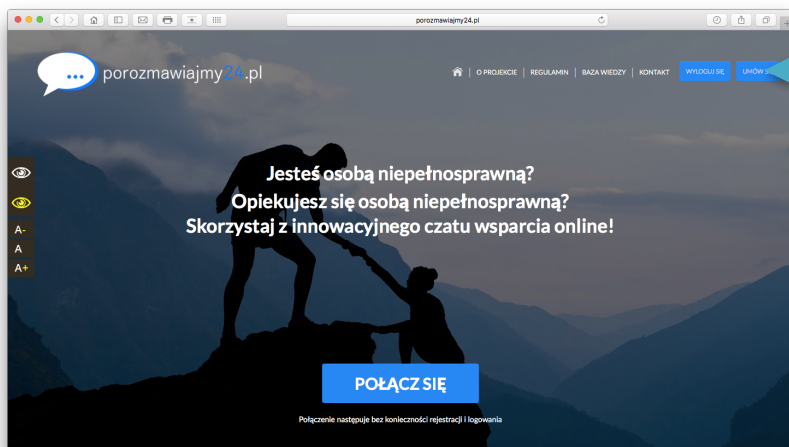 porozmawiajmy24.pl
porozmawiajmy24.pl
O PROJEKCIE | REGULAMIN | BAZA WIEDZY | KONTAKT
WYLOGUJ SIĘ
UMÓW
Jesteś osobą niepełnosprawną?
Opiekujesz się osobą niepełnosprawną?
Skorzystaj z innowacyjnego czatu wsparcia online!
A-
A
A+
POŁĄCZ SIĘ
Połączenie następuje bez konieczności rejestracji i logowania